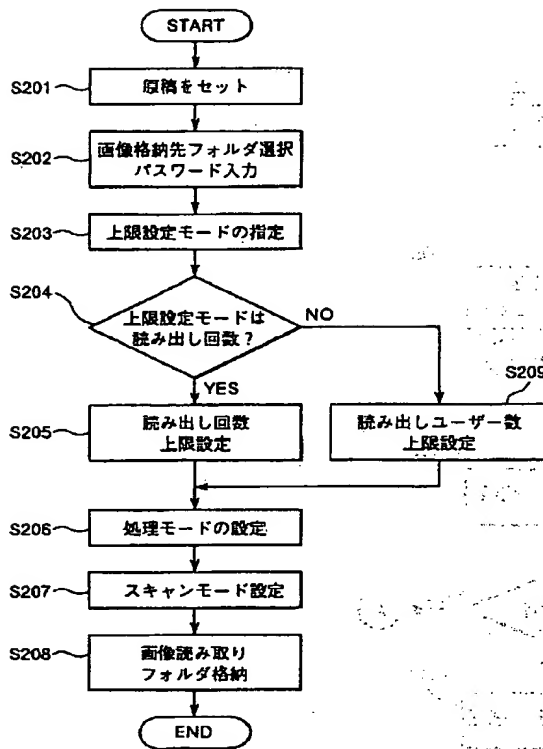 START
S201
原稿をセット
S202
画像格納先フォルダ選択
パスワード入力
S203
上限設定モードの指定
S204
上限設定モードは
読み出し回数?
NO
YES
S209
S205
読み出し回数
上限設定
読み出しユーザー数
上限設定
S206
処理モードの設定
S207
スキャンモード設定
S208
画像読み取り
フォルダ格納
END